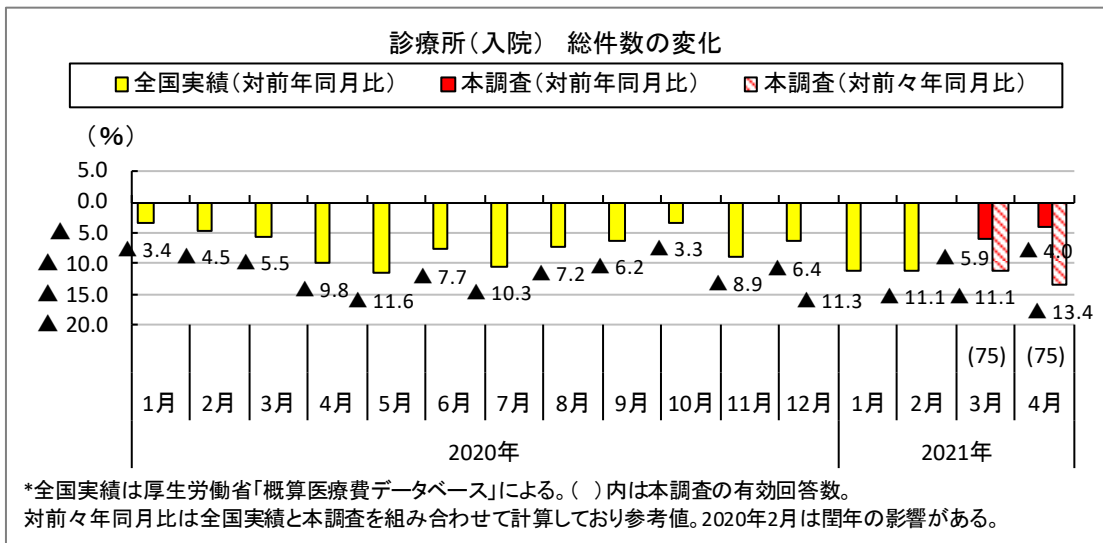 診療所(入院) 総件数の変化
全国実績(対前年同月比) 本調査(対前年同月比) 本調査(対前々年同月比)
(%)
5.0
0.0
▲ 5.0
▲ 10.0
▲ 15.0
▲ 20.0
▲ 3.4 ▲ 4.5 ▲ 5.5 ▲ 9.8 ▲ 11.6 ▲ 7.7 ▲ 10.3 ▲ 7.2 ▲ 6.2 ▲ 3.3 ▲ 8.9 ▲ 6.4 ▲ 11.3 ▲ 11.1 ▲ 5.9 ▲ 11.1 ▲ 4.0 ▲ 13.4
(75) (75)
1月 2月 3月 4月 5月 6月 7月 8月 9月 10月 11月 12月 1月 2月 3月 4月
2020年 2021年
*全国実績は厚生労働省「概算医療費データベース」による。( )内は本調査の有効回答数。
対前々年同月比は全国実績と本調査を組み合わせて計算しており参考値。2020年2月は閏年の影響がある。